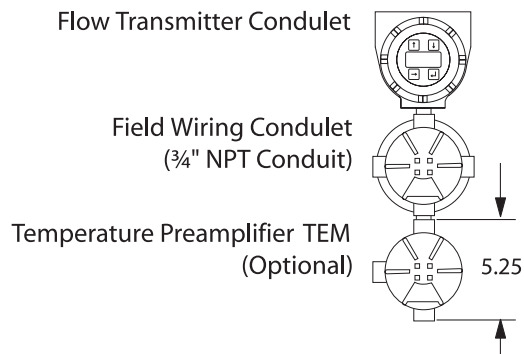 Flow Transmitter Condulet
Field Wiring Condulet
(¾" NPT Conduit)
Temperature Preamplifier TEM
(Optional)
5.25